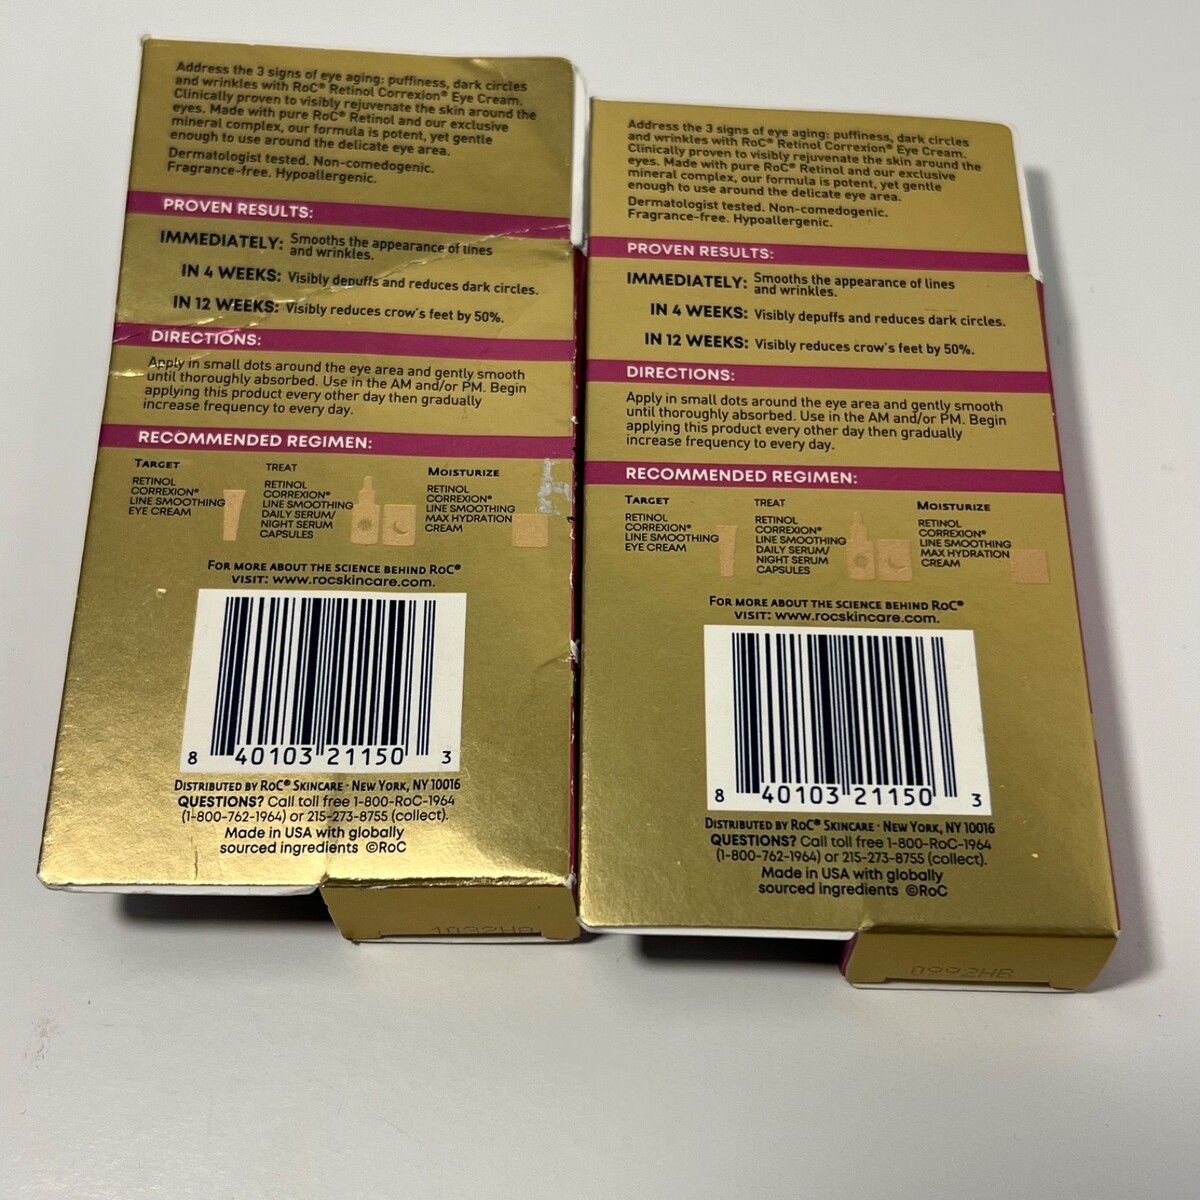 Address the 3 signs of eye aging: puffiness, dark circles
and wrinkles with RoC® Retinol Correxion® Eye Cream.
Clinically proven to visibly rejuvenate the skin around the
eyes. Made with pure RoC® Retinol and our exclusive
mineral complex, our formula is potent, yet gentle
enough to use around the delicate eye area.
Dermatologist tested. Non-comedogenic.
Fragrance-free. Hypoallergenic.
PROVEN RESULTS:
IMMEDIATELY: Smooths the appearance of lines
and wrinkles.
IN 4 WEEKS: Visibly depuffs and reduces dark circles.
IN 12 WEEKS: Visibly reduces crow's feet by 50%.
DIRECTIONS:
Apply in small dots around the eye area and gently smooth
until thoroughly absorbed. Use in the AM and/or PM. Begin
applying this product every other day then gradually
increase frequency to every day.
RECOMMENDED REGIMEN:
TARGET
RETINOL
CORREXION®
LINE SMOOTHING
EYE CREAM
TREAT
RETINOL
CORREXION®
LINE SMOOTHING
DAILY SERUM/
NIGHT SERUM
CAPSULES
MOISTURIZE
RETINOL
CORREXION®
LINE SMOOTHING
MAX HYDRATION
CREAM
FOR MORE ABOUT THE SCIENCE BEHIND RoC®
VISIT: www.rocskincare.com.
8 40103 21150 3
DISTRIBUTED BY RoC® SKINCARE · NEW YORK, NY 10016
QUESTIONS? Call toll free 1-800-RoC-1964
(1-800-762-1964) or 215-273-8755 (collect).
Made in USA with globally
sourced ingredients ©RoC
1022HB
Address the 3 signs of eye aging: puffiness, dark circles
and wrinkles with RoC® Retinol Correxion® Eye Cream.
Clinically proven to visibly rejuvenate the skin around the
eyes. Made with pure RoC® Retinol and our exclusive
mineral complex, our formula is potent, yet gentle
enough to use around the delicate eye area.
Dermatologist tested. Non-comedogenic.
Fragrance-free. Hypoallergenic.
PROVEN RESULTS:
IMMEDIATELY: Smooths the appearance of lines
and wrinkles.
IN 4 WEEKS: Visibly depuffs and reduces dark circles.
IN 12 WEEKS: Visibly reduces crow's feet by 50%.
DIRECTIONS:
Apply in small dots around the eye area and gently smooth
until thoroughly absorbed. Use in the AM and/or PM. Begin
applying this product every other day then gradually
increase frequency to every day.
RECOMMENDED REGIMEN:
TARGET
RETINOL
CORREXION®
LINE SMOOTHING
EYE CREAM
TREAT
RETINOL
CORREXION®
LINE SMOOTHING
DAILY SERUM/
NIGHT SERUM
CAPSULES
MOISTURIZE
RETINOL
CORREXION®
LINE SMOOTHING
MAX HYDRATION
CREAM
FOR MORE ABOUT THE SCIENCE BEHIND RoC®
VISIT: www.rocskincare.com.
8 40103 21150 3
DISTRIBUTED BY RoC® SKINCARE · NEW YORK, NY 10016
QUESTIONS? Call toll free 1-800-RoC-1964
(1-800-762-1964) or 215-273-8755 (collect).
Made in USA with globally
sourced ingredients ©RoC
0992HB